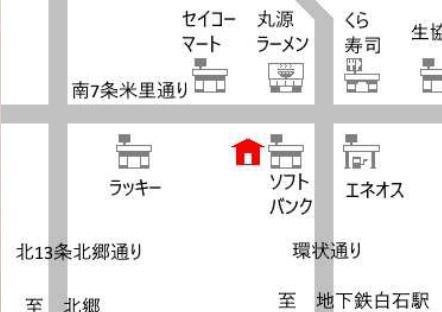 セイコー
マート
丸源
ラーメン
くら
寿司
生協
南7条米里通り
ラッキー
ソフト
バンク
エネオス
北13条北郷通り
環状通り
至 北郷
至 地下鉄白石駅